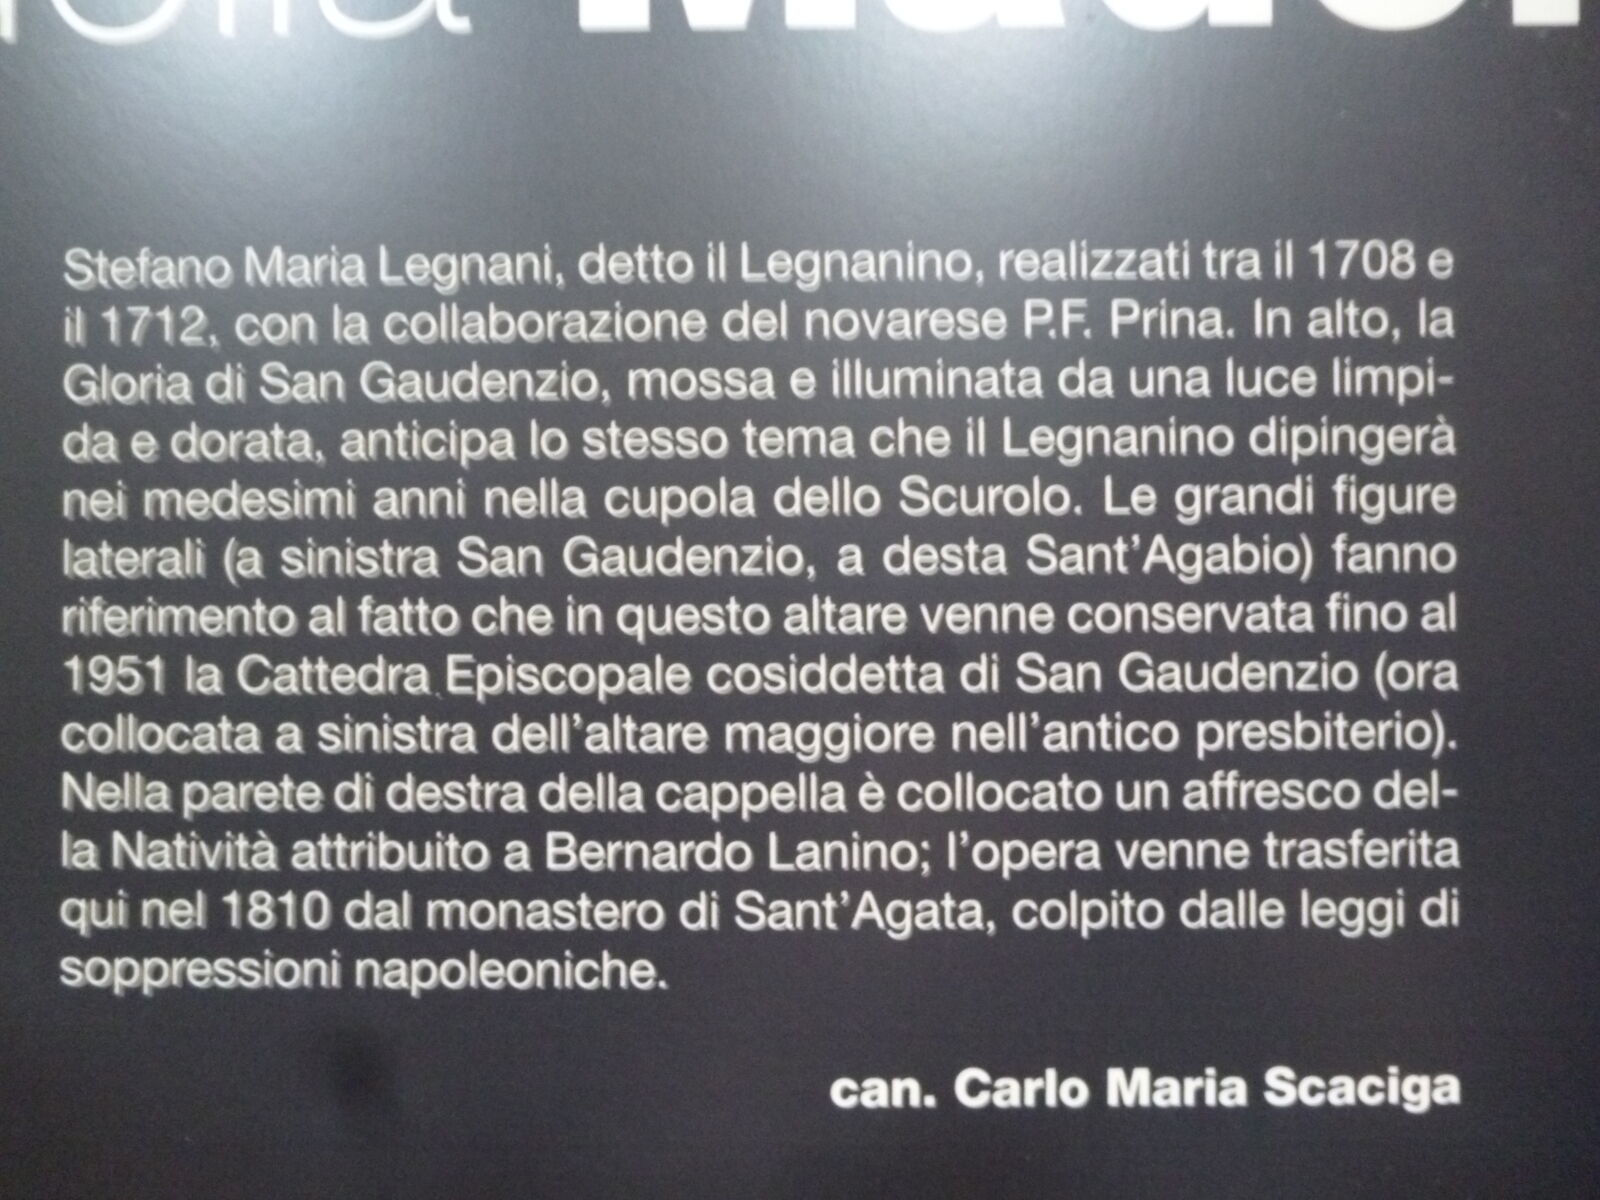 della Mado
Stefano Maria Legnani, detto il Legnanino, realizzati tra il 1708 e
il 1712, con la collaborazione del novarese P.F. Prina. In alto, la
Gloria di San Gaudenzio, mossa e illuminata da una luce limpi-
da e dorata, anticipa lo stesso tema che il Legnanino dipingerà
nei medesimi anni nella cupola dello Scurolo. Le grandi figure
laterali (a sinistra San Gaudenzio, a desta Sant'Agabio) fanno
riferimento al fatto che in questo altare venne conservata fino al
1951 la Cattedra Episcopale cosiddetta di San Gaudenzio (ora
collocata a sinistra dell'altare maggiore nell'antico presbiterio).
Nella parete di destra della cappella è collocato un affresco del-
la Natività attribuito a Bernardo Lanino; l'opera venne trasferita
qui nel 1810 dal monastero di Sant'Agata, colpito dalle leggi di
soppressioni napoleoniche.
can. Carlo Maria Scaciga